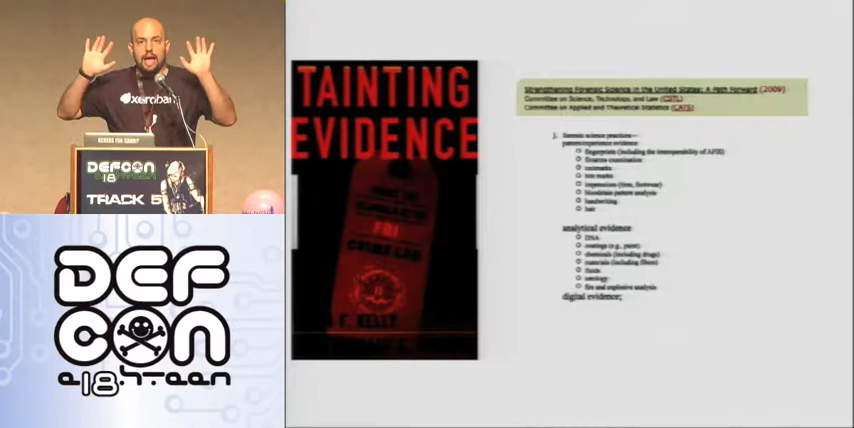 xerobank
DEFCON
18
TRACK 5
DEF
CON
18
TAINTING
EVIDENCE
FBI
CRIME LAB
F. KELLY
Strengthening Forensic Science in the United States: A Path Forward (2009)
Committee on Science, Technology, and Law (CSTL)
Committee on Applied and Theoretical Statistics (CATS)
forensic science practices—
pattern/experience evidence
fingerprints (including the interoperability of AFIS)
firearms examination
toolmarks
bite marks
impressions (tires, footwear)
bloodstain pattern analysis
handwriting
hair
analytical evidence
DNA
coatings (e.g., paint)
chemicals (including drugs)
materials (including fibers)
fluids
serology
fire and explosive analysis
digital evidence;